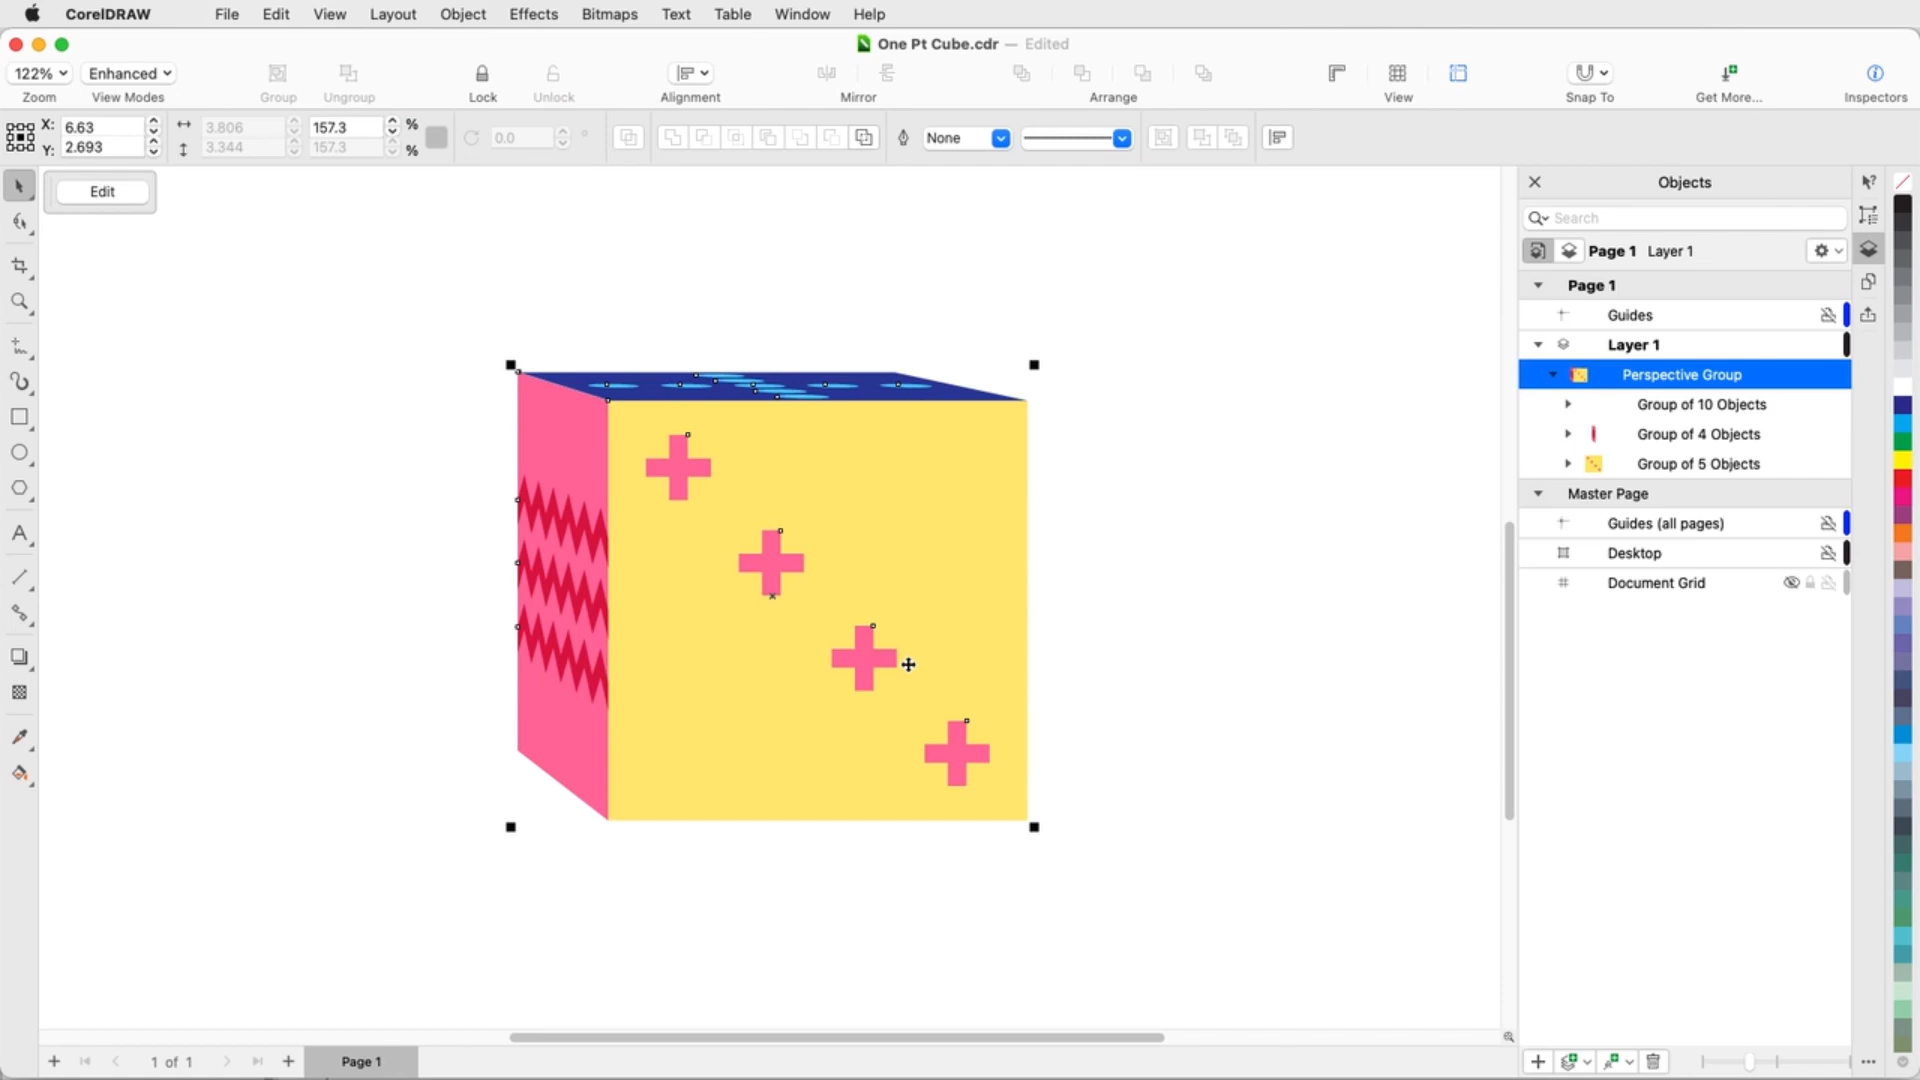 CorelDRAW File Edit View Layout Object Effects Bitmaps Text Table Window Help
One Pt Cube.cdr — Edited
122% Enhanced
Zoom View Modes Group Ungroup Lock Unlock Alignment Mirror Arrange View Snap To Get More... Inspectors
X: 6.63 3.806 157.3 %
Y: 2.693 3.344 157.3 %
0.0 °
None
Edit
Objects
Search
Page 1 Layer 1
Page 1
Guides
Layer 1
Perspective Group
Group of 10 Objects
Group of 4 Objects
Group of 5 Objects
Master Page
Guides (all pages)
Desktop
Document Grid
1 of 1
Page 1